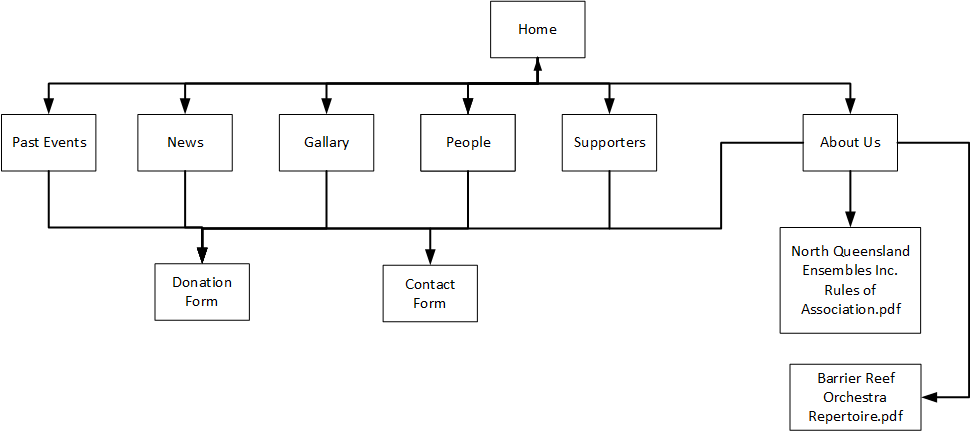 Home
Past Events
News
Gallary
People
Supporters
About Us
Donation
Form
Contact
Form
North Queensland
Ensembles Inc.
Rules of
Association.pdf
Barrier Reef
Orchestra
Repertoire.pdf